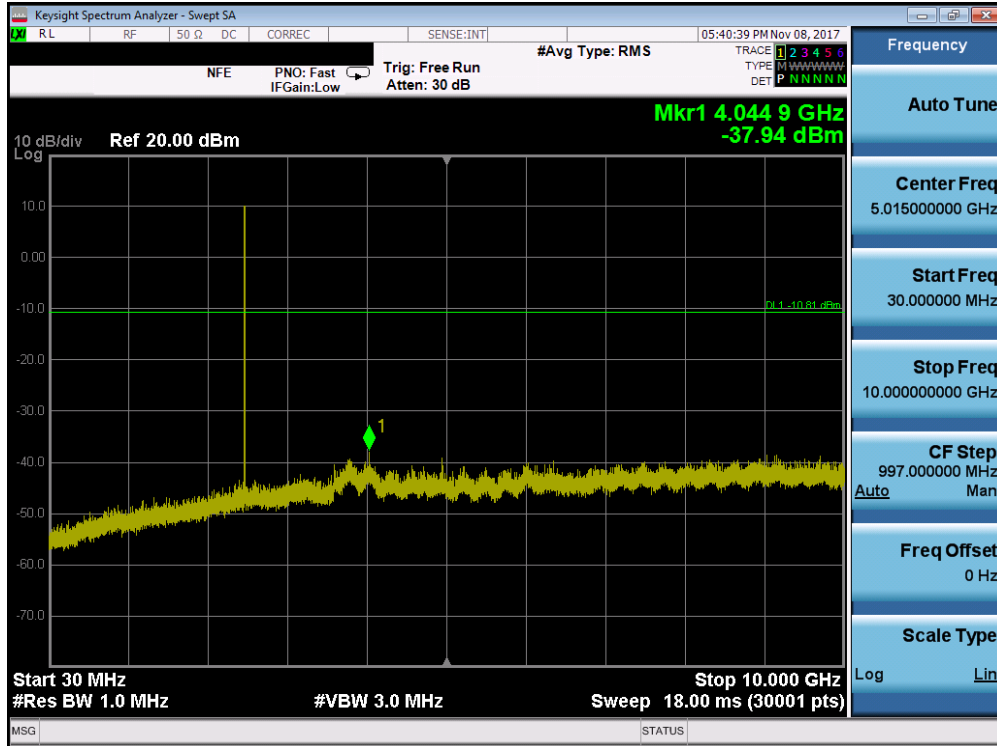 Keysight Spectrum Analyzer - Swept SA
LXI RL RF 50 Ω DC CORREC SENSE:INT 05:40:39 PM Nov 08, 2017
NFE PNO: Fast Trig: Free Run #Avg Type: RMS TRACE 1 2 3 4 5 6
IFGain:Low Atten: 30 dB TYPE M WWWWW
DET P N N N N N
Mkr1 4.044 9 GHz
-37.94 dBm
10 dB/div Ref 20.00 dBm
Log
10.0
0.00
DL1 -10.81 dBm
-10.0
-20.0
-30.0
1
-40.0
-50.0
-60.0
-70.0
Start 30 MHz Stop 10.000 GHz
#Res BW 1.0 MHz #VBW 3.0 MHz Sweep 18.00 ms (30001 pts)
MSG STATUS
Frequency
Auto Tune
Center Freq
5.015000000 GHz
Start Freq
30.000000 MHz
Stop Freq
10.000000000 GHz
CF Step
997.000000 MHz
Auto Man
Freq Offset
0 Hz
Scale Type
Log Lin